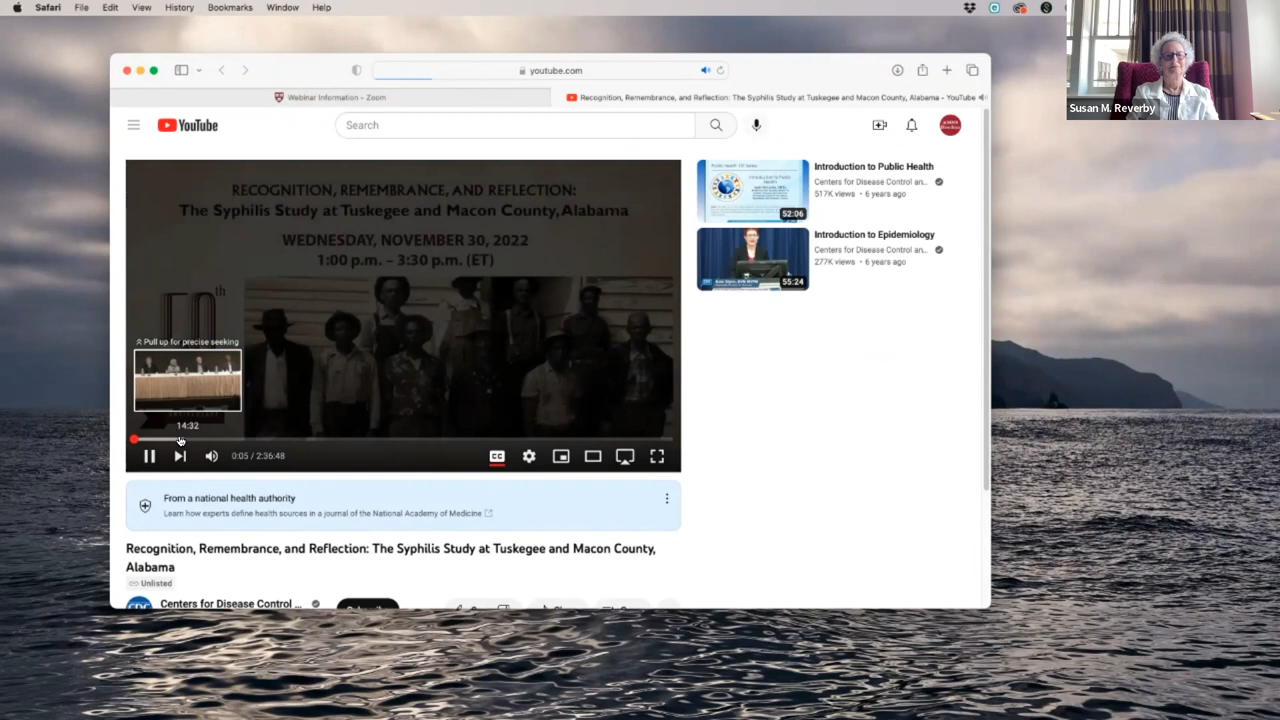 Safari File Edit View History Bookmarks Window Help
Susan M. Reverby
youtube.com
Webinar Information - Zoom
Recognition, Remembrance, and Reflection: The Syphilis Study at Tuskegee and Macon County, Alabama - YouTube
YouTube
Search
RECOGNITION, REMEMBRANCE, AND REFLECTION:
The Syphilis Study at Tuskegee and Macon County, Alabama
WEDNESDAY, NOVEMBER 30, 2022
1:00 p.m. – 3:30 p.m. (ET)
50th
Pull up for precise seeking
14:32
0:05 / 2:36:48
CC
52:06
Introduction to Public Health
Centers for Disease Control an...
517K views • 6 years ago
55:24
Introduction to Epidemiology
Centers for Disease Control an...
277K views • 6 years ago
From a national health authority
Learn how experts define health sources in a journal of the National Academy of Medicine
Recognition, Remembrance, and Reflection: The Syphilis Study at Tuskegee and Macon County,
Alabama
Unlisted
CDC
Centers for Disease Control ...